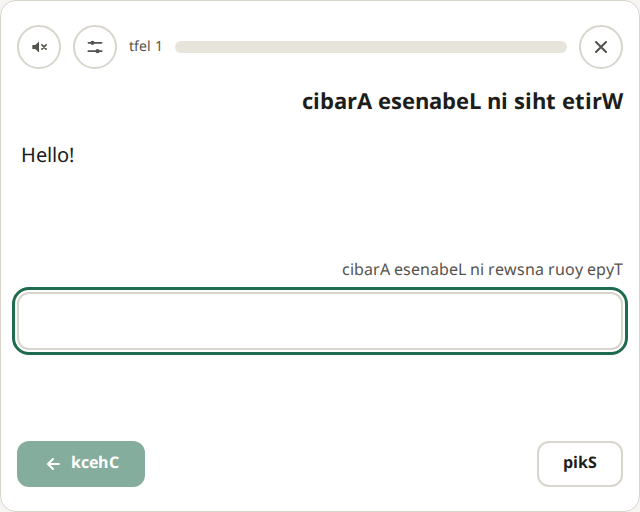 tfel 1
cibarA esenabeL ni siht etirW
Hello!
cibarA esenabeL ni rewsna ruoy epyT
kcehC
pikS